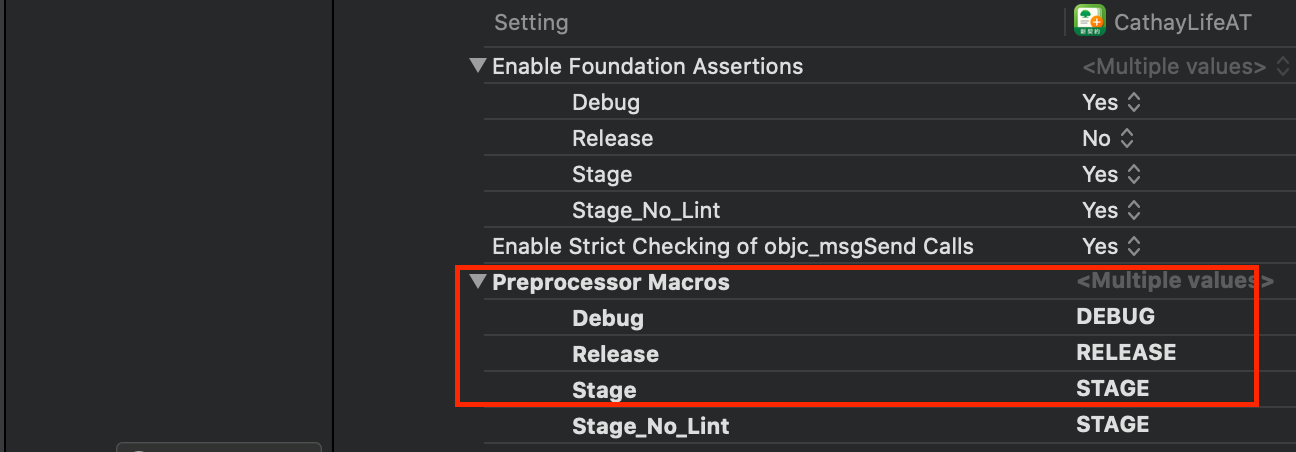 Setting CathayLifeAT
Enable Foundation Assertions <Multiple values>
Debug Yes
Release No
Stage Yes
Stage_No_Lint Yes
Enable Strict Checking of objc_msgSend Calls Yes
Preprocessor Macros <Multiple values>
Debug DEBUG
Release RELEASE
Stage STAGE
Stage_No_Lint STAGE